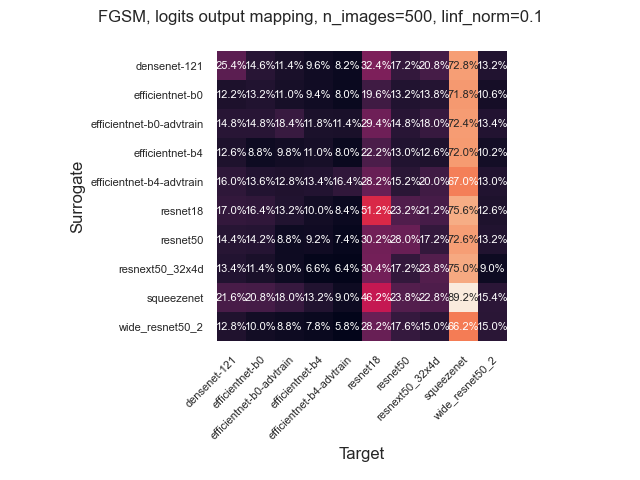 FGSM, logits output mapping, n_images=500, linf_norm=0.1
Surrogate
densenet-121 25.4% 14.6% 11.4% 9.6% 8.2% 32.4% 17.2% 20.8% 72.8% 13.2%
efficientnet-b0 12.2% 13.2% 11.0% 9.4% 8.0% 19.6% 13.2% 13.8% 71.8% 10.6%
efficientnet-b0-advtrain 14.8% 14.8% 18.4% 11.8% 11.4% 29.4% 14.8% 18.0% 72.4% 13.4%
efficientnet-b4 12.6% 8.8% 9.8% 11.0% 8.0% 22.2% 13.0% 12.6% 72.0% 10.2%
efficientnet-b4-advtrain 16.0% 13.6% 12.8% 13.4% 16.4% 28.2% 15.2% 20.0% 67.0% 13.0%
resnet18 17.0% 16.4% 13.2% 10.0% 8.4% 51.2% 23.2% 21.2% 75.6% 12.6%
resnet50 14.4% 14.2% 8.8% 9.2% 7.4% 30.2% 28.0% 17.2% 72.6% 13.2%
resnext50_32x4d 13.4% 11.4% 9.0% 6.6% 6.4% 30.4% 17.2% 23.8% 75.0% 9.0%
squeezenet 21.6% 20.8% 18.0% 13.2% 9.0% 46.2% 23.8% 22.8% 89.2% 15.4%
wide_resnet50_2 12.8% 10.0% 8.8% 7.8% 5.8% 28.2% 17.6% 15.0% 66.2% 15.0%
densenet-121
efficientnet-b0
efficientnet-b0-advtrain
efficientnet-b4
efficientnet-b4-advtrain
resnet18
resnet50
resnext50_32x4d
squeezenet
wide_resnet50_2
Target